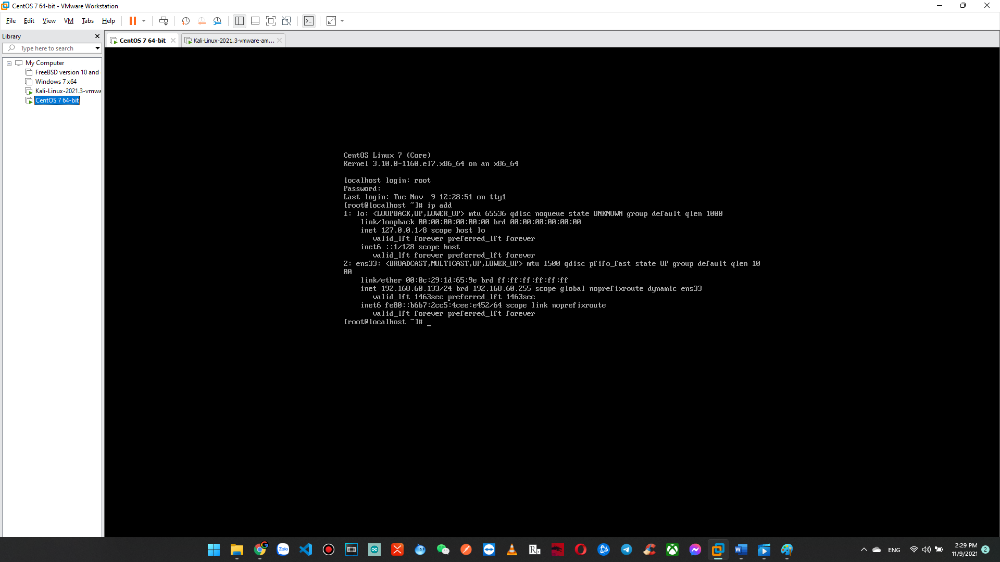 CentOS 7 64-bit - VMware Workstation
File Edit View VM Tabs Help
Library
Type here to search
My Computer
FreeBSD version 10 and
Windows 7 x64
Kali-Linux-2021.3-vmwa
CentOS 7 64-bit
CentOS 7 64-bit
Kali-Linux-2021.3-vmware-am...
CentOS Linux 7 (Core)
Kernel 3.10.0-1160.el7.x86_64 on an x86_64
localhost login: root
Password:
Last login: Tue Nov  9 12:28:51 on tty1
[root@localhost ~]# ip add
1: lo: <LOOPBACK,UP,LOWER_UP> mtu 65536 qdisc noqueue state UNKNOWN group default qlen 1000
link/loopback 00:00:00:00:00:00 brd 00:00:00:00:00:00
inet 127.0.0.1/8 scope host lo
valid_lft forever preferred_lft forever
inet6 ::1/128 scope host
valid_lft forever preferred_lft forever
2: ens33: <BROADCAST,MULTICAST,UP,LOWER_UP> mtu 1500 qdisc pfifo_fast state UP group default qlen 10
00
link/ether 00:0c:29:1d:65:9e brd ff:ff:ff:ff:ff:ff
inet 192.168.60.133/24 brd 192.168.60.255 scope global noprefixroute dynamic ens33
valid_lft 1463sec preferred_lft 1463sec
inet6 fe80::b6b7:2cc5:4cee:e452/64 scope link noprefixroute
valid_lft forever preferred_lft forever
[root@localhost ~]# _
Zalo
ENG
2:29 PM
11/9/2021
2